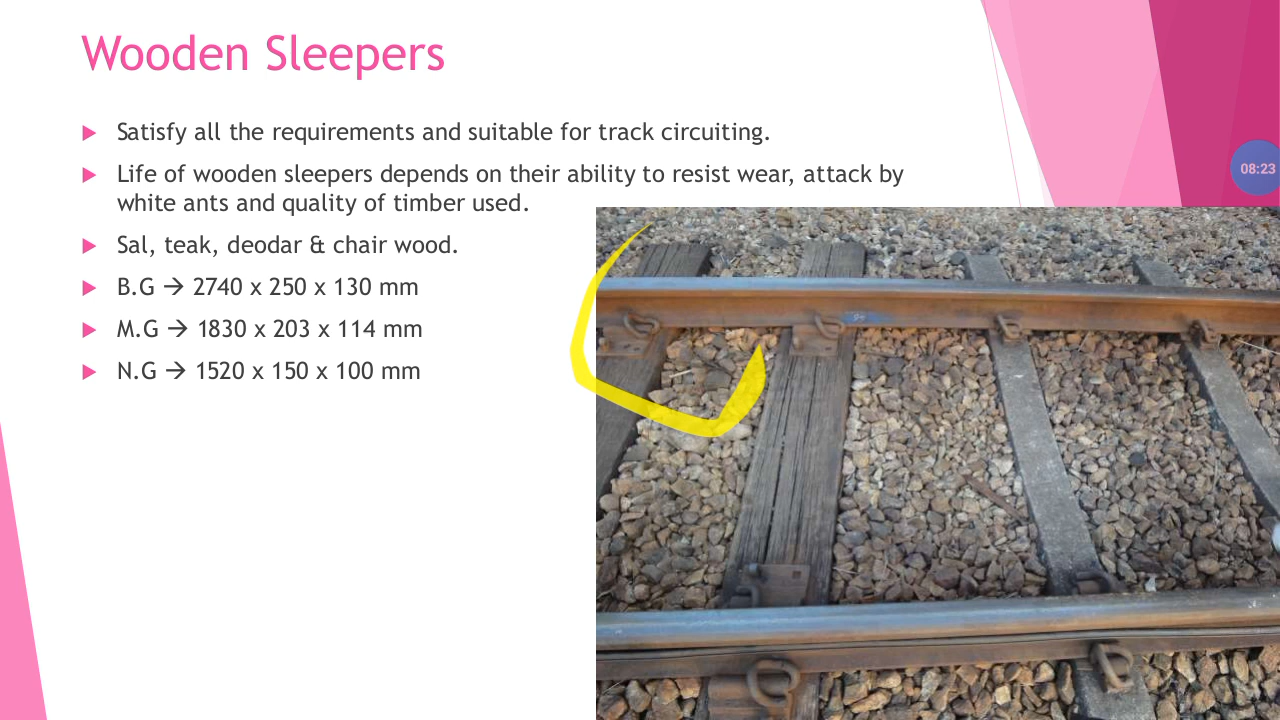 Wooden Sleepers
Satisfy all the requirements and suitable for track circuiting.
Life of wooden sleepers depends on their ability to resist wear, attack by
white ants and quality of timber used.
Sal, teak, deodar & chair wood.
B.G → 2740 x 250 x 130 mm
M.G → 1830 x 203 x 114 mm
N.G → 1520 x 150 x 100 mm
08:23